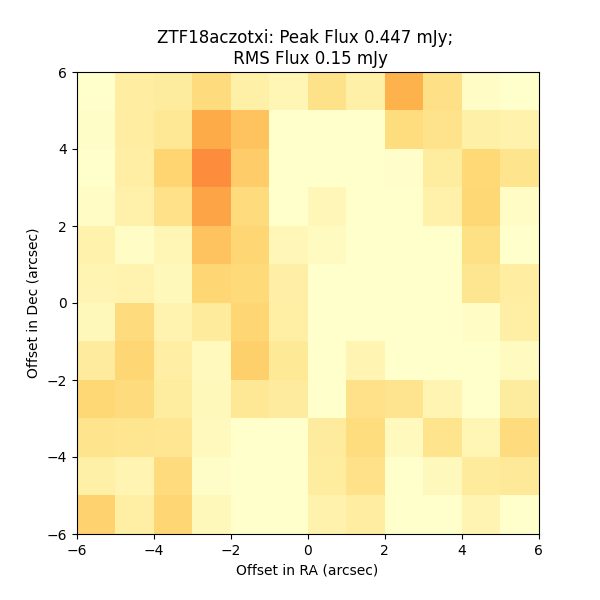 ZTF18aczotxi: Peak Flux 0.447 mJy;
RMS Flux 0.15 mJy
6
4
2
0
−2
−4
−6
Offset in Dec (arcsec)
−6 −4 −2 0 2 4 6
Offset in RA (arcsec)